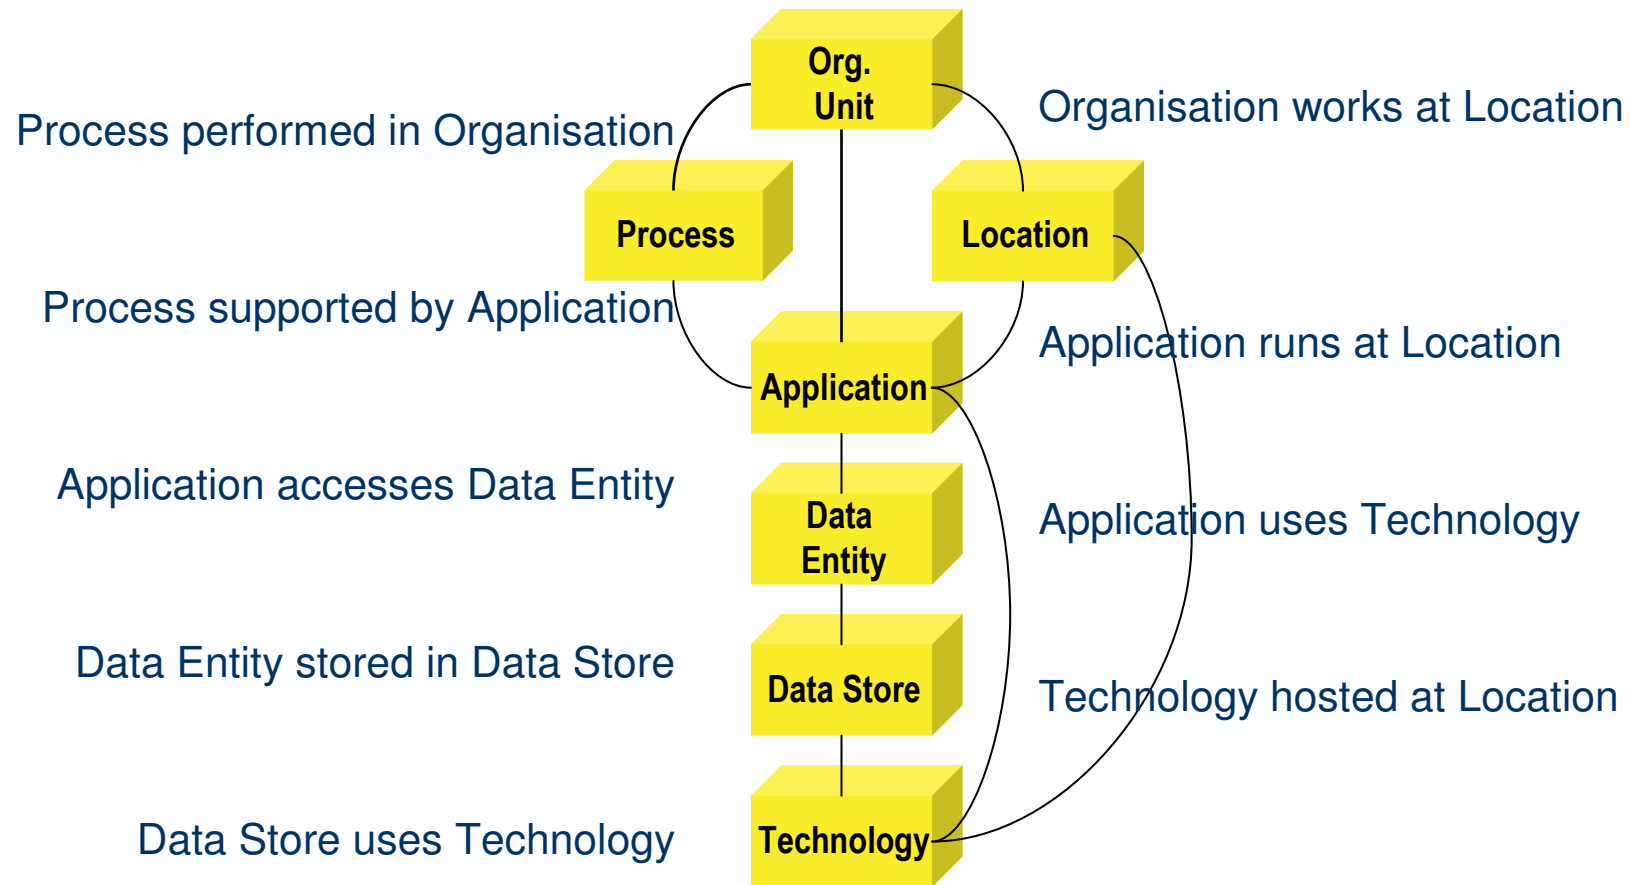 Org.
Unit
Process performed in Organisation
Organisation works at Location
Process
Location
Process supported by Application
Application runs at Location
Application
Application accesses Data Entity
Data
Entity
Application uses Technology
Data Entity stored in Data Store
Data Store
Technology hosted at Location
Data Store uses Technology
Technology